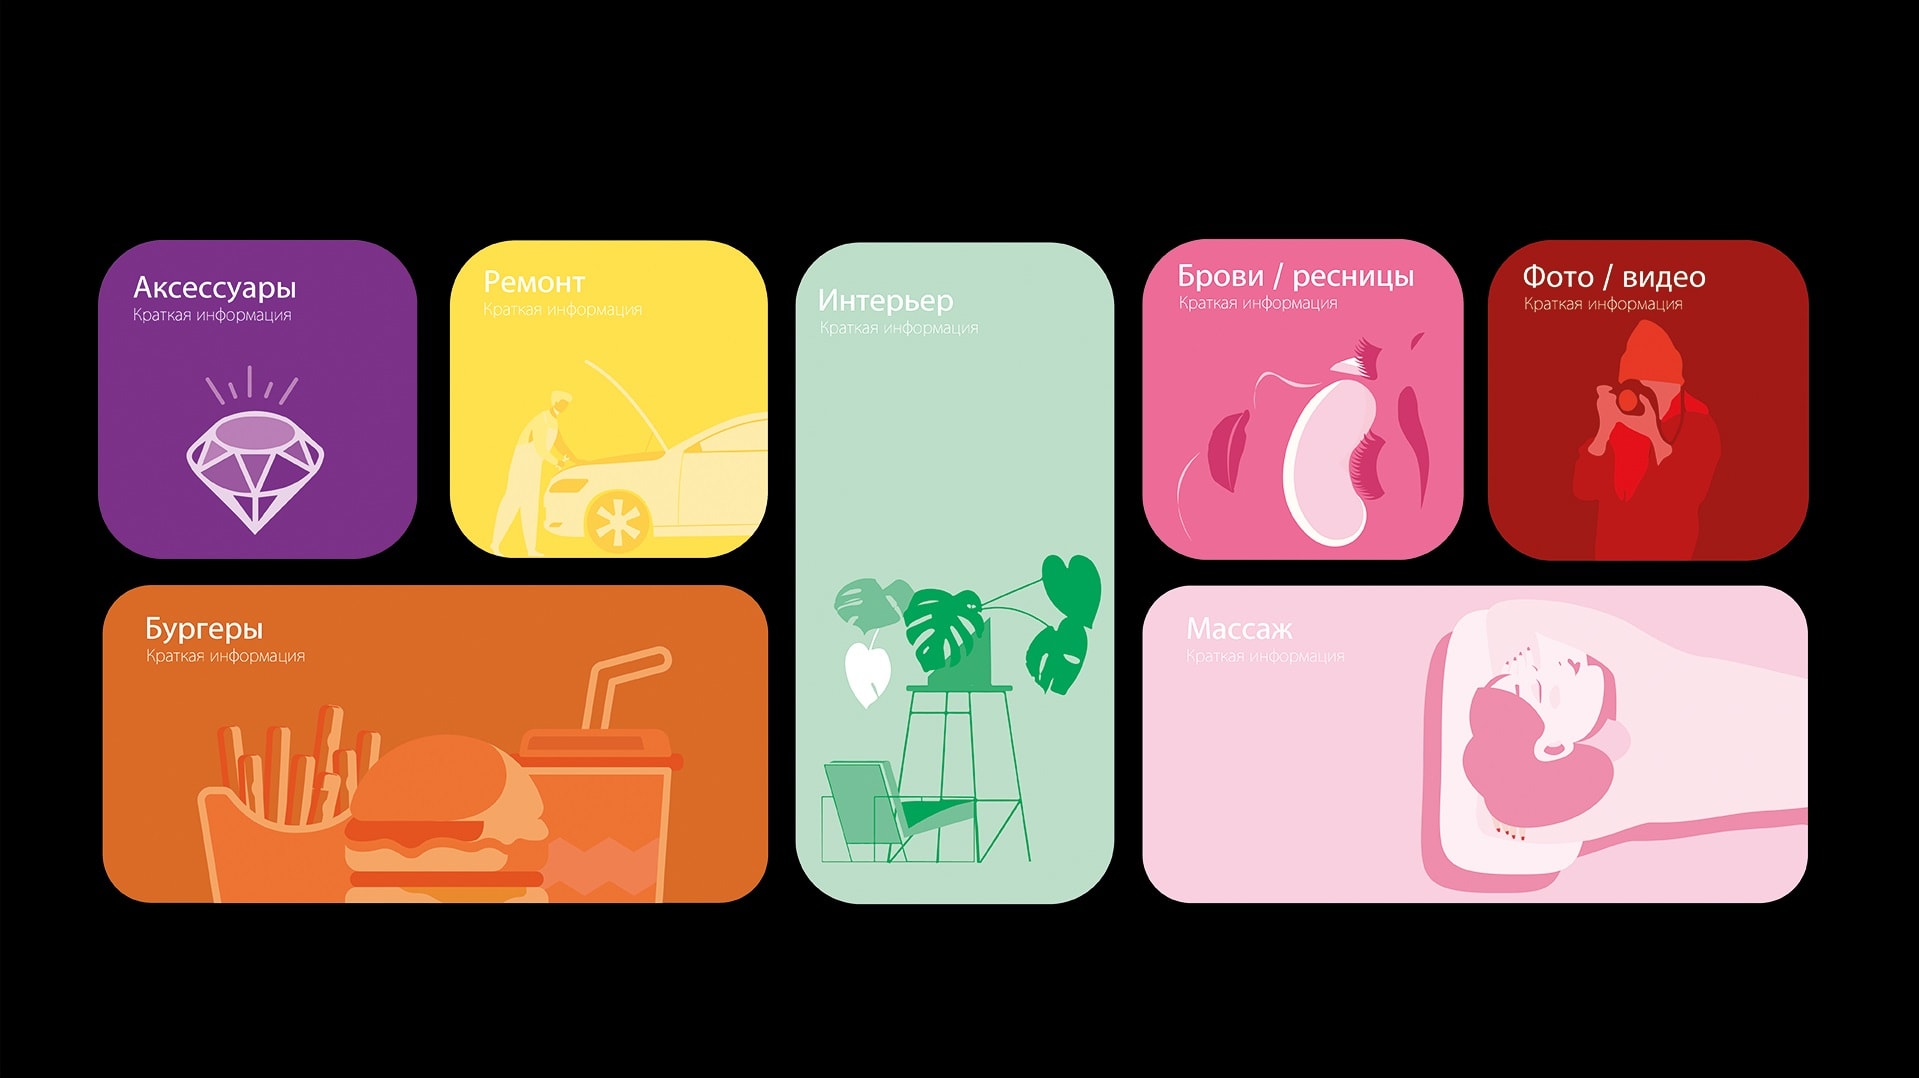 Аксессуары
Краткая информация
Ремонт
Краткая информация
Интерьер
Краткая информация
Брови / ресницы
Краткая информация
Фото / видео
Краткая информация
Бургеры
Краткая информация
Массаж
Краткая информация